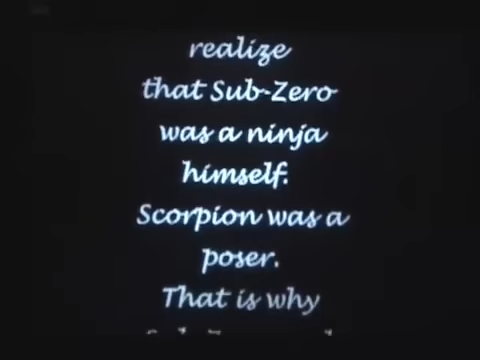 realize
that Sub-Zero
was a ninja
himself.
Scorpion was a
poser.
That is why